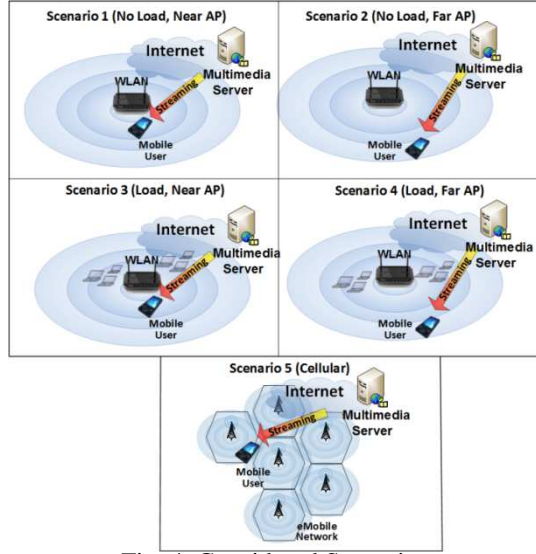 Scenario 1 (No Load, Near AP)
Internet
WLAN
Multimedia
Server
Streaming
Mobile
User
Scenario 2 (No Load, Far AP)
Internet
WLAN
Multimedia
Server
Streaming
Mobile
User
Scenario 3 (Load, Near AP)
Internet
WLAN
Multimedia
Server
Streaming
Mobile
User
Scenario 4 (Load, Far AP)
Internet
WLAN
Multimedia
Server
Streaming
Mobile
User
Scenario 5 (Cellular)
Internet
Multimedia
Server
Streaming
Mobile
User
eMobile
Network